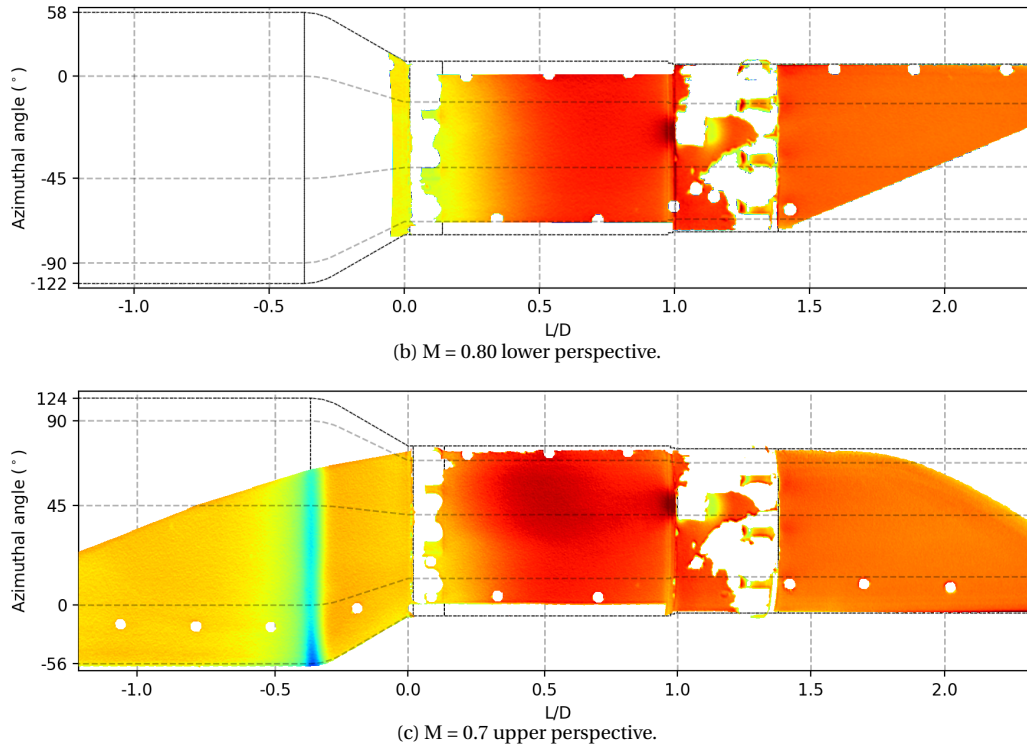 58
0
-45
-90
-122
Azimuthal angle (°)
-1.0 -0.5 0.0 0.5 1.0 1.5 2.0
L/D
(b) M = 0.80 lower perspective.
124
90
45
0
-56
Azimuthal angle (°)
-1.0 -0.5 0.0 0.5 1.0 1.5 2.0
L/D
(c) M = 0.7 upper perspective.